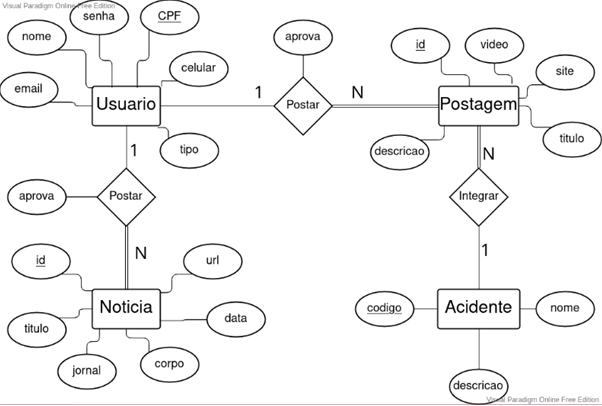 Visual Paradigm Online Free Edition
senha
CPF
nome
aprova
id
video
celular
site
email
Usuario
1
Postar
N
Postagem
titulo
tipo
descricao
1
N
aprova
Postar
Integrar
N
1
id
url
codigo
Noticia
Acidente
nome
data
titulo
jornal
corpo
descricao
Visual Paradigm Online Free Edition